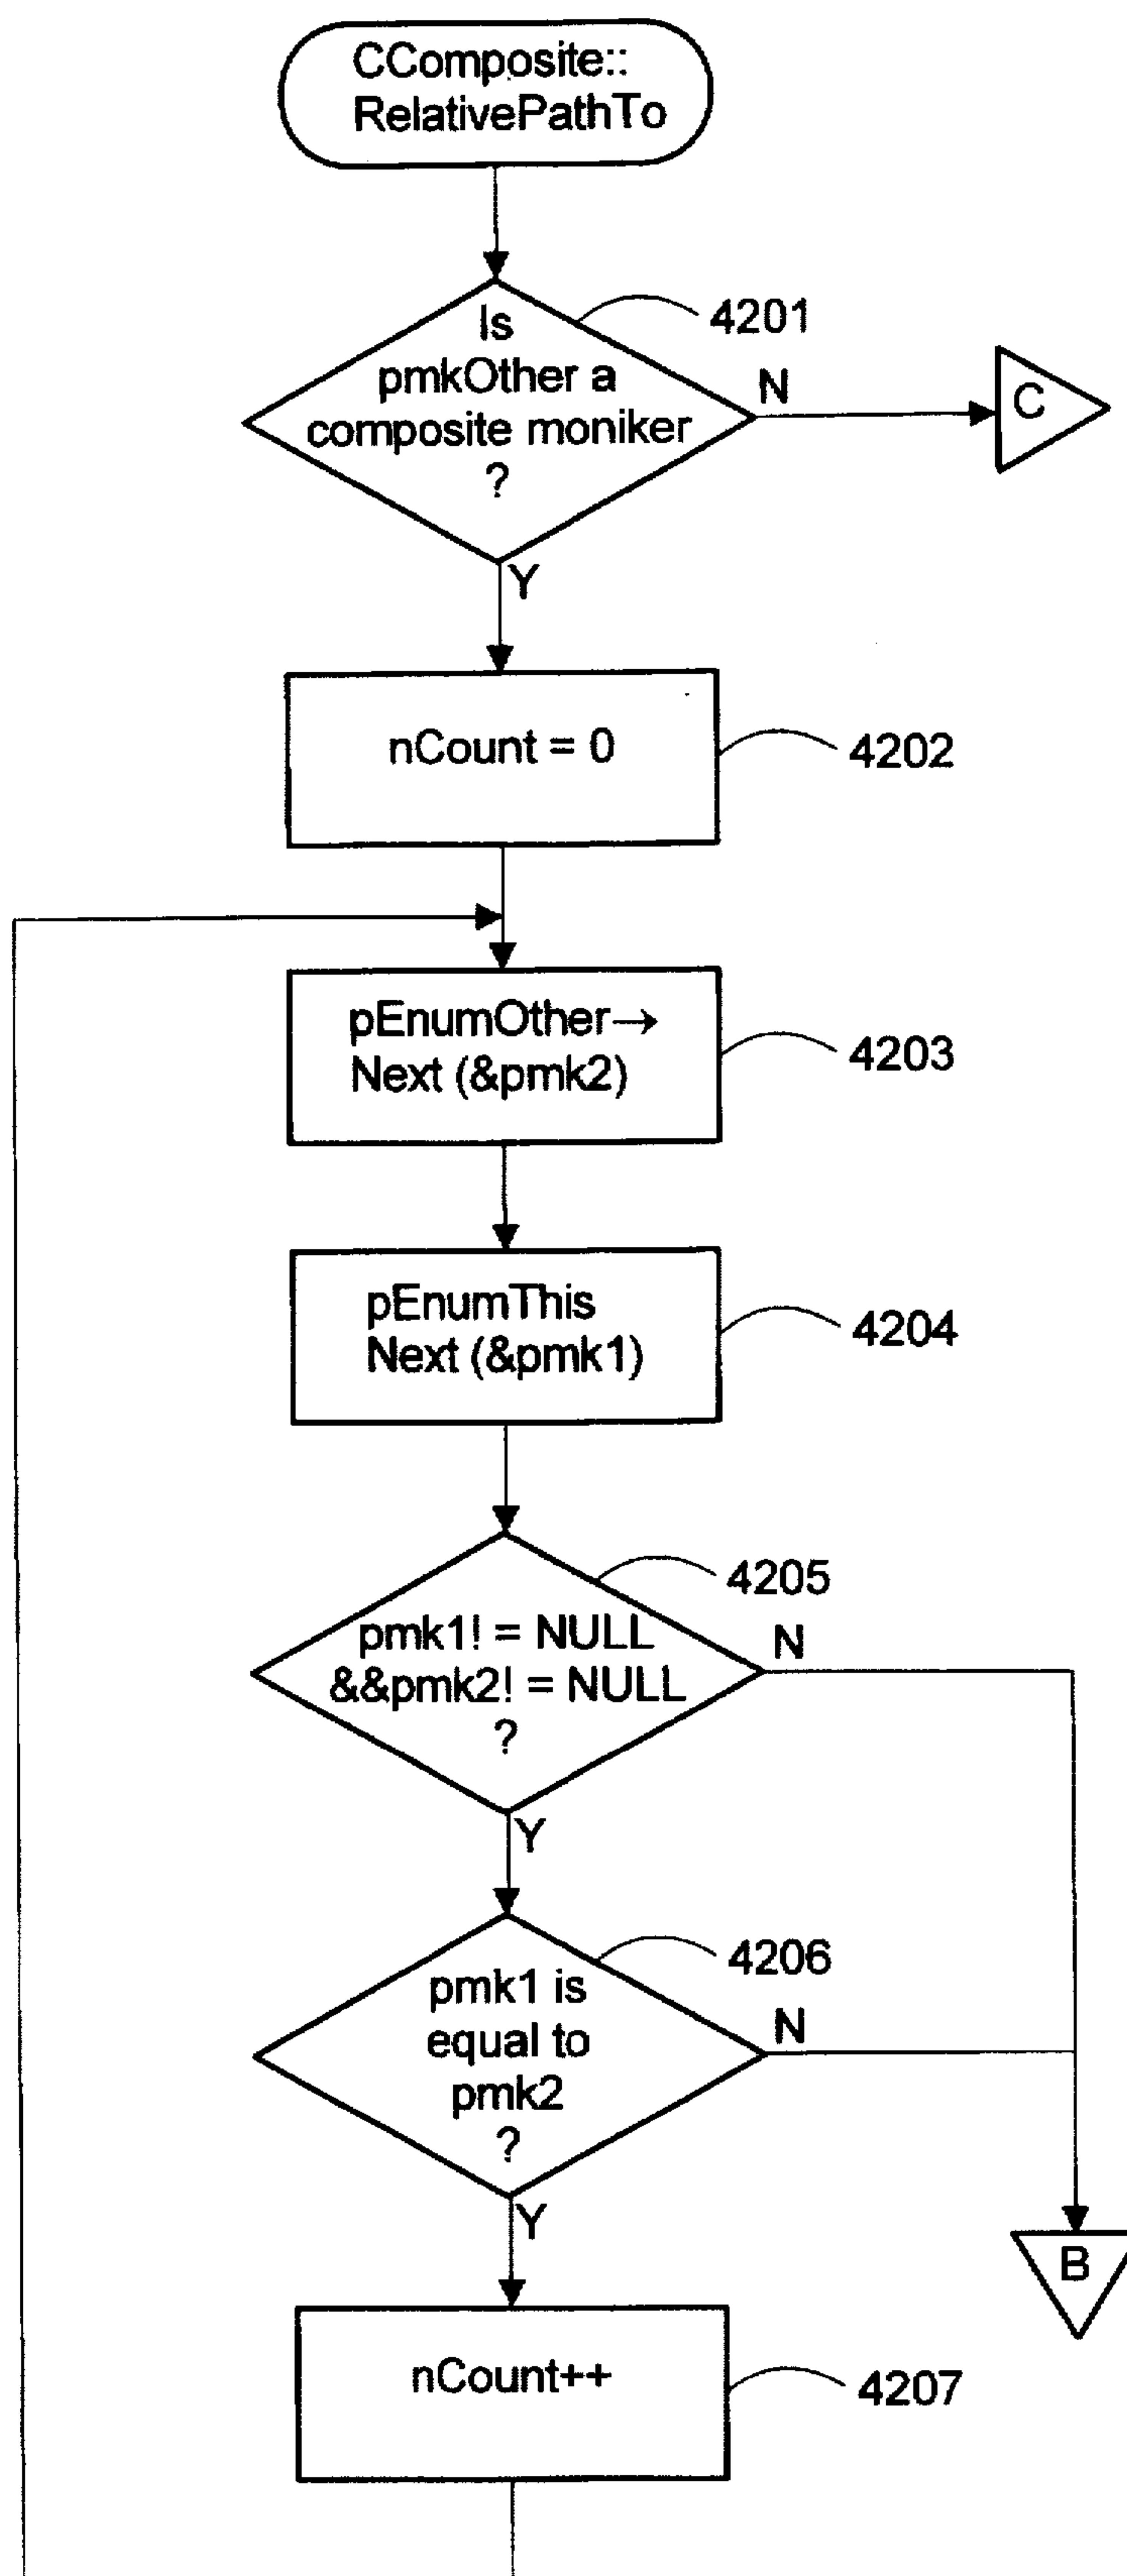 CComposite::
RelativePathTo
Is
pmkOther a
composite moniker
?
4201
N
C
Y
nCount = 0
4202
pEnumOther→
Next (&pmk2)
4203
pEnumThis
Next (&pmk1)
4204
pmk1! = NULL
&&pmk2! = NULL
?
4205
N
Y
pmk1 is
equal to
pmk2
?
4206
N
Y
B
nCount++
4207